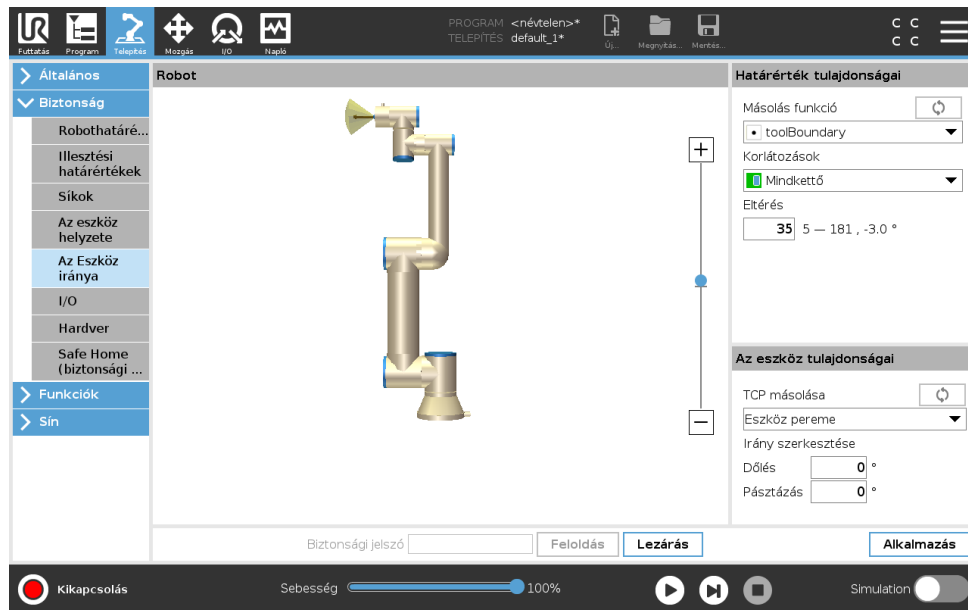 Futtatás
Program
Telepítés
Mozgás
I/O
Napló
PROGRAM <névtelen>*
TELEPÍTÉS default_1*
Új...
Megnyitás...
Mentés...
C C
C C
Általános
Biztonság
Robothatáré...
Illesztési
határértékek
Síkok
Az eszköz
helyzete
Az Eszköz
iránya
I/O
Hardver
Safe Home
(biztonsági ...
Funkciók
Sín
Robot
Határérték tulajdonságai
Másolás funkció
toolBoundary
Korlátozások
Mindkettő
Eltérés
35 5 — 181 , -3.0 °
Az eszköz tulajdonságai
TCP másolása
Eszköz pereme
Irány szerkesztése
Dőlés 0 °
Pásztázás 0 °
Biztonsági jelszó Feloldás Lezárás Alkalmazás
Kikapcsolás Sebesség 100% Simulation